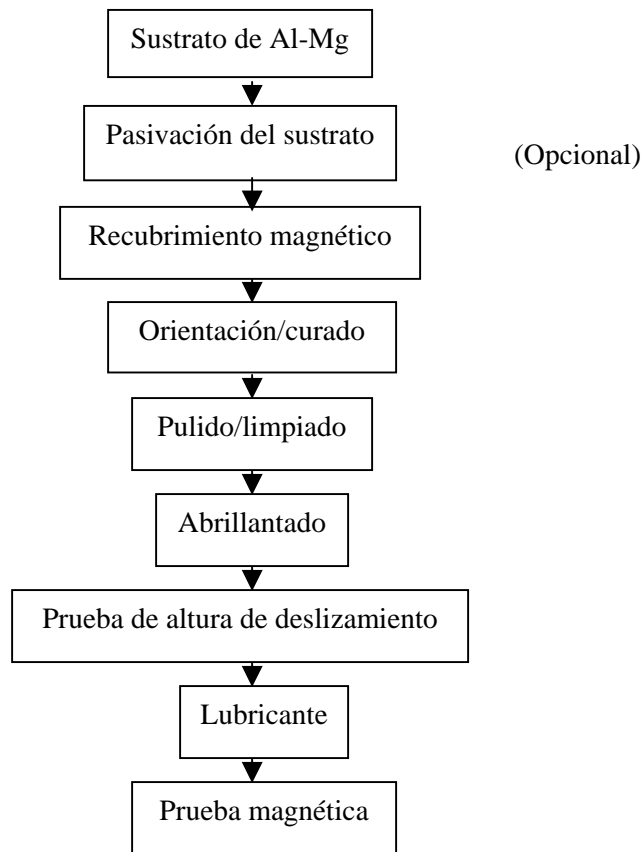 Sustrato de Al-Mg
Pasivación del sustrato
(Opcional)
Recubrimiento magnético
Orientación/curado
Pulido/limpiado
Abrillantado
Prueba de altura de deslizamiento
Lubricante
Prueba magnética